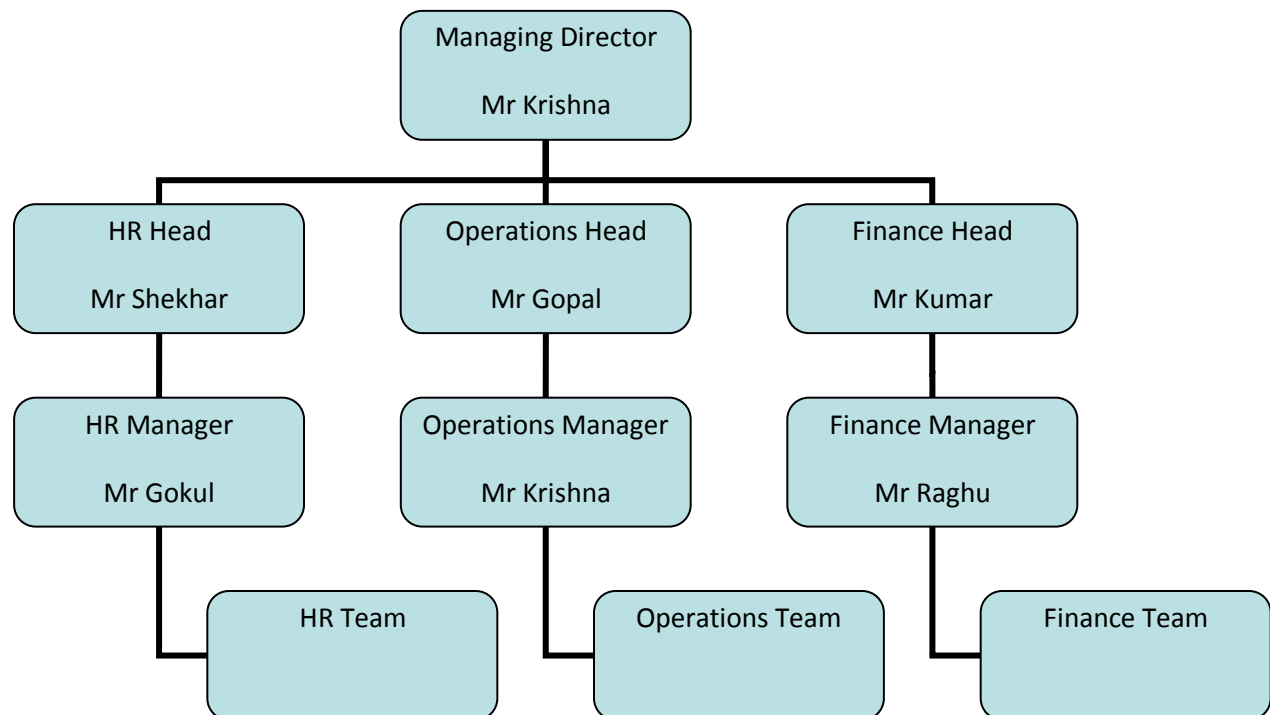 Managing Director
Mr Krishna
HR Head
Mr Shekhar
Operations Head
Mr Gopal
Finance Head
Mr Kumar
HR Manager
Mr Gokul
Operations Manager
Mr Krishna
Finance Manager
Mr Raghu
HR Team
Operations Team
Finance Team